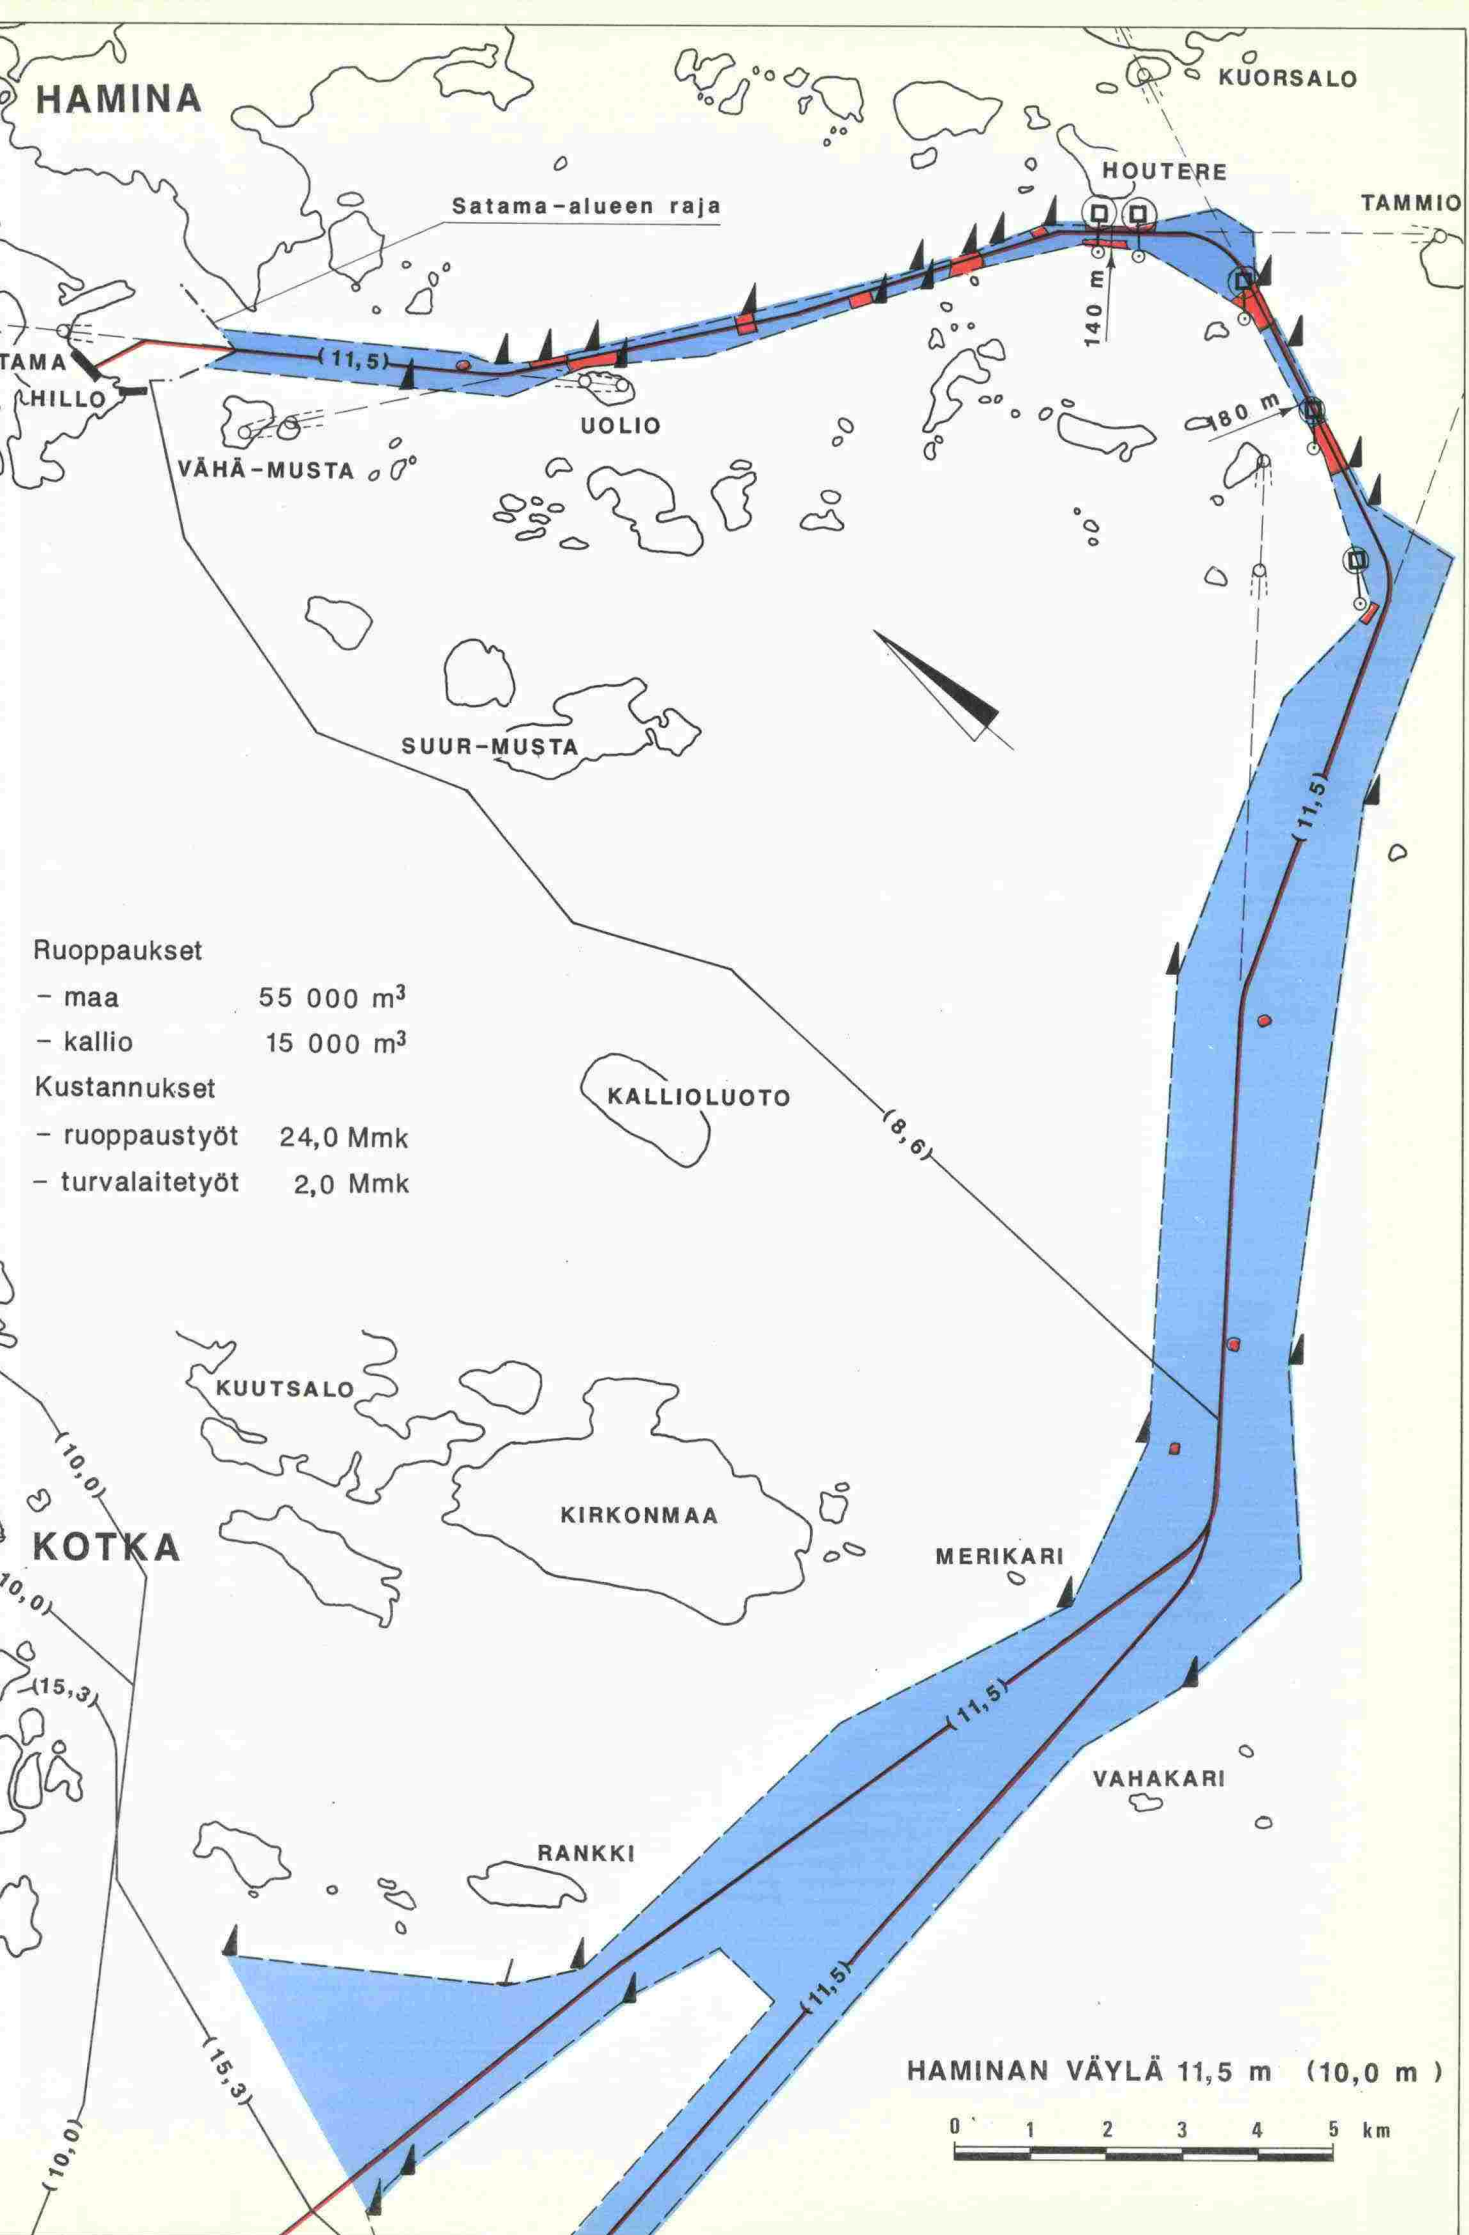 HAMINA
KUORSALO
HOUTERE
TAMMIO
Satama-alueen raja
140 m
TAMA
HILLO
(11,5)
UOLIO
180 m
VÄHÄ-MUSTA
SUUR-MUSTA
(11,5)
Ruoppaukset
- maa 55 000 m³
- kallio 15 000 m³
Kustannukset
- ruoppaustyöt 24,0 Mmk
- turvalaitetyöt 2,0 Mmk
KALLIOLUOTO
(8,6)
KUUTSALO
(10,0)
KIRKONMAA
KOTKA
MERIKARI
10,0)
(15,3)
(11,5)
VAHAKARI
RANKKI
(11,5)
(15,3)
(10,0)
HAMINAN VÄYLÄ 11,5 m (10,0 m )
0 1 2 3 4 5 km